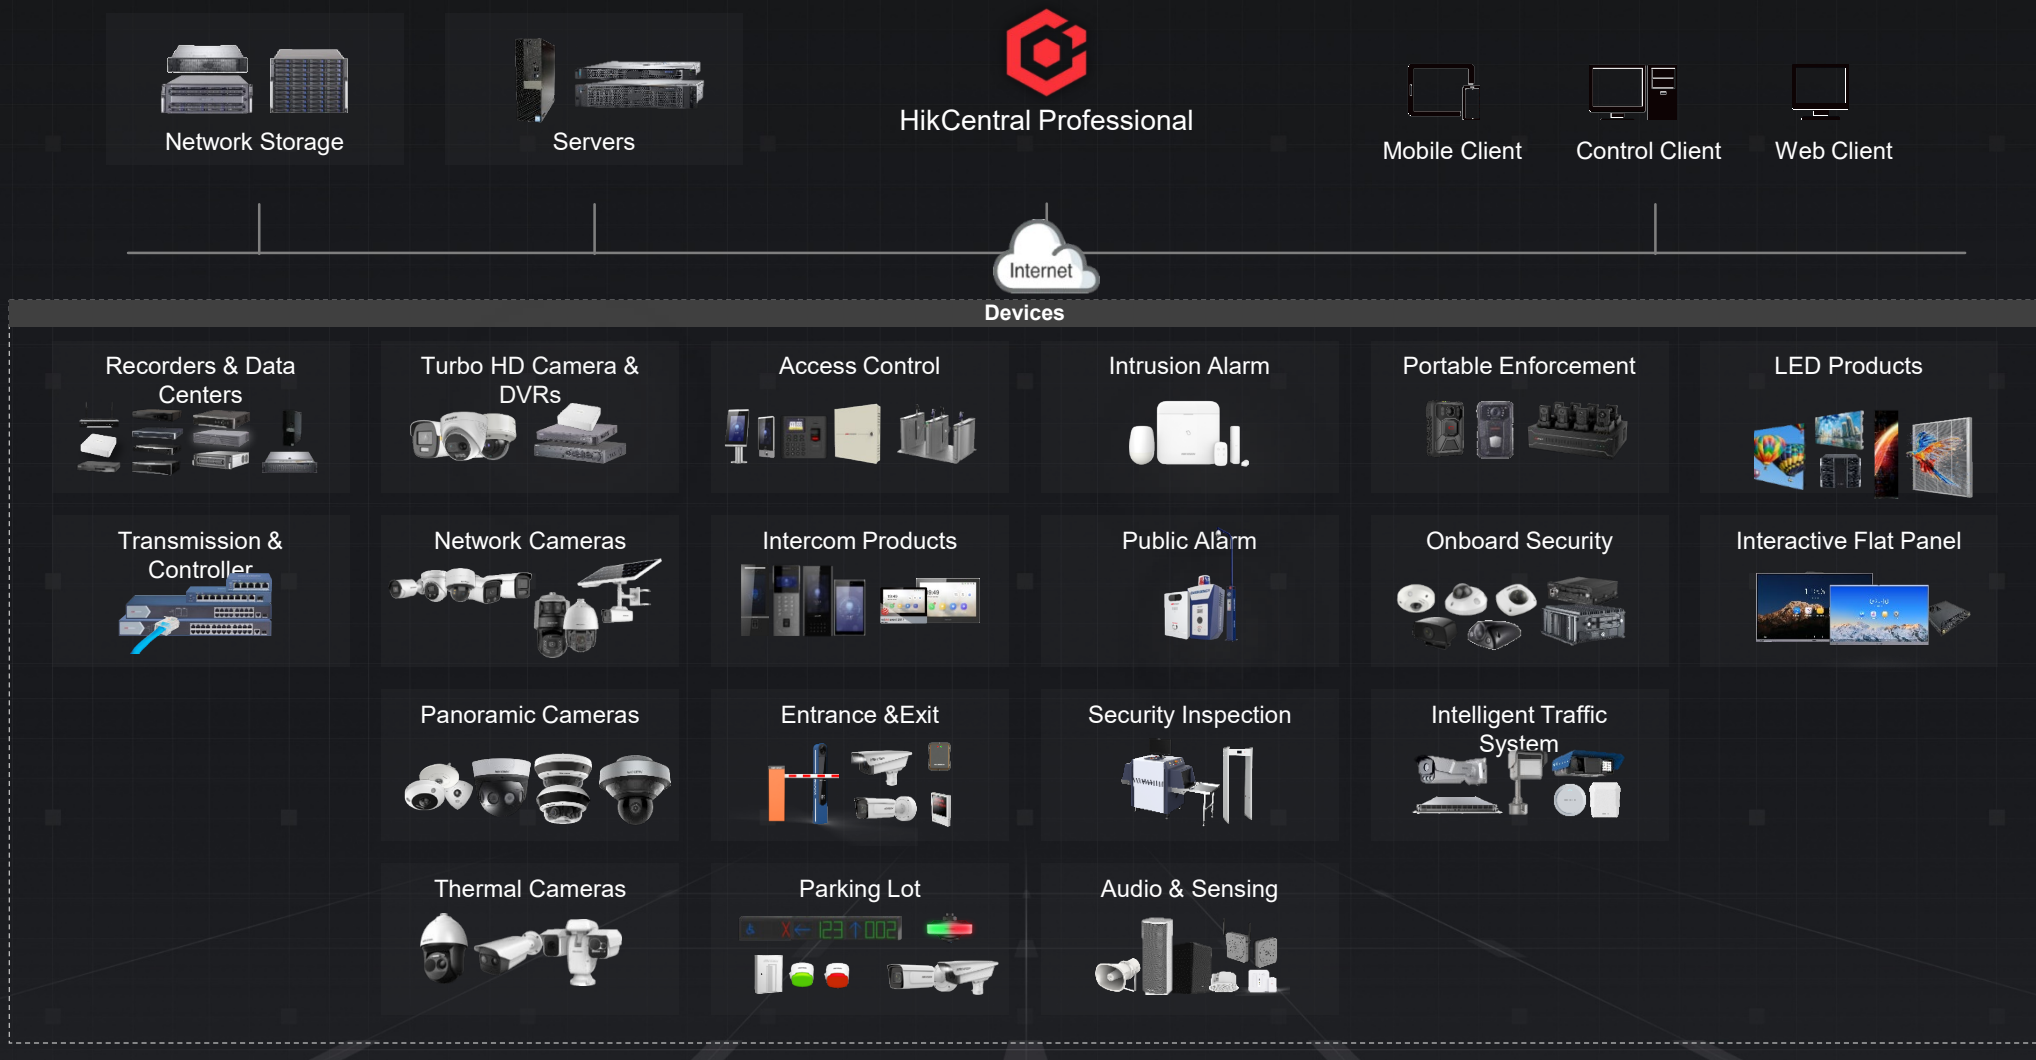 HikCentral Professional
Network Storage
Servers
Mobile Client
Control Client
Web Client
Internet
Devices
Recorders & Data
Centers
Turbo HD Camera &
DVRs
Access Control
Intrusion Alarm
Portable Enforcement
LED Products
Transmission &
Controller
Network Cameras
Intercom Products
Public Alarm
Onboard Security
Interactive Flat Panel
Panoramic Cameras
Entrance &Exit
Security Inspection
Intelligent Traffic
System
Thermal Cameras
Parking Lot
123
002
Audio & Sensing